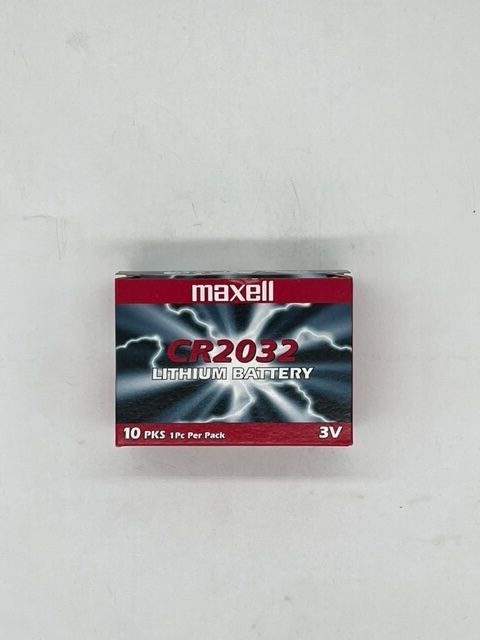 maxell
CR2032
LITHIUM BATTERY
10 PKS 1Pc Per Pack
3V